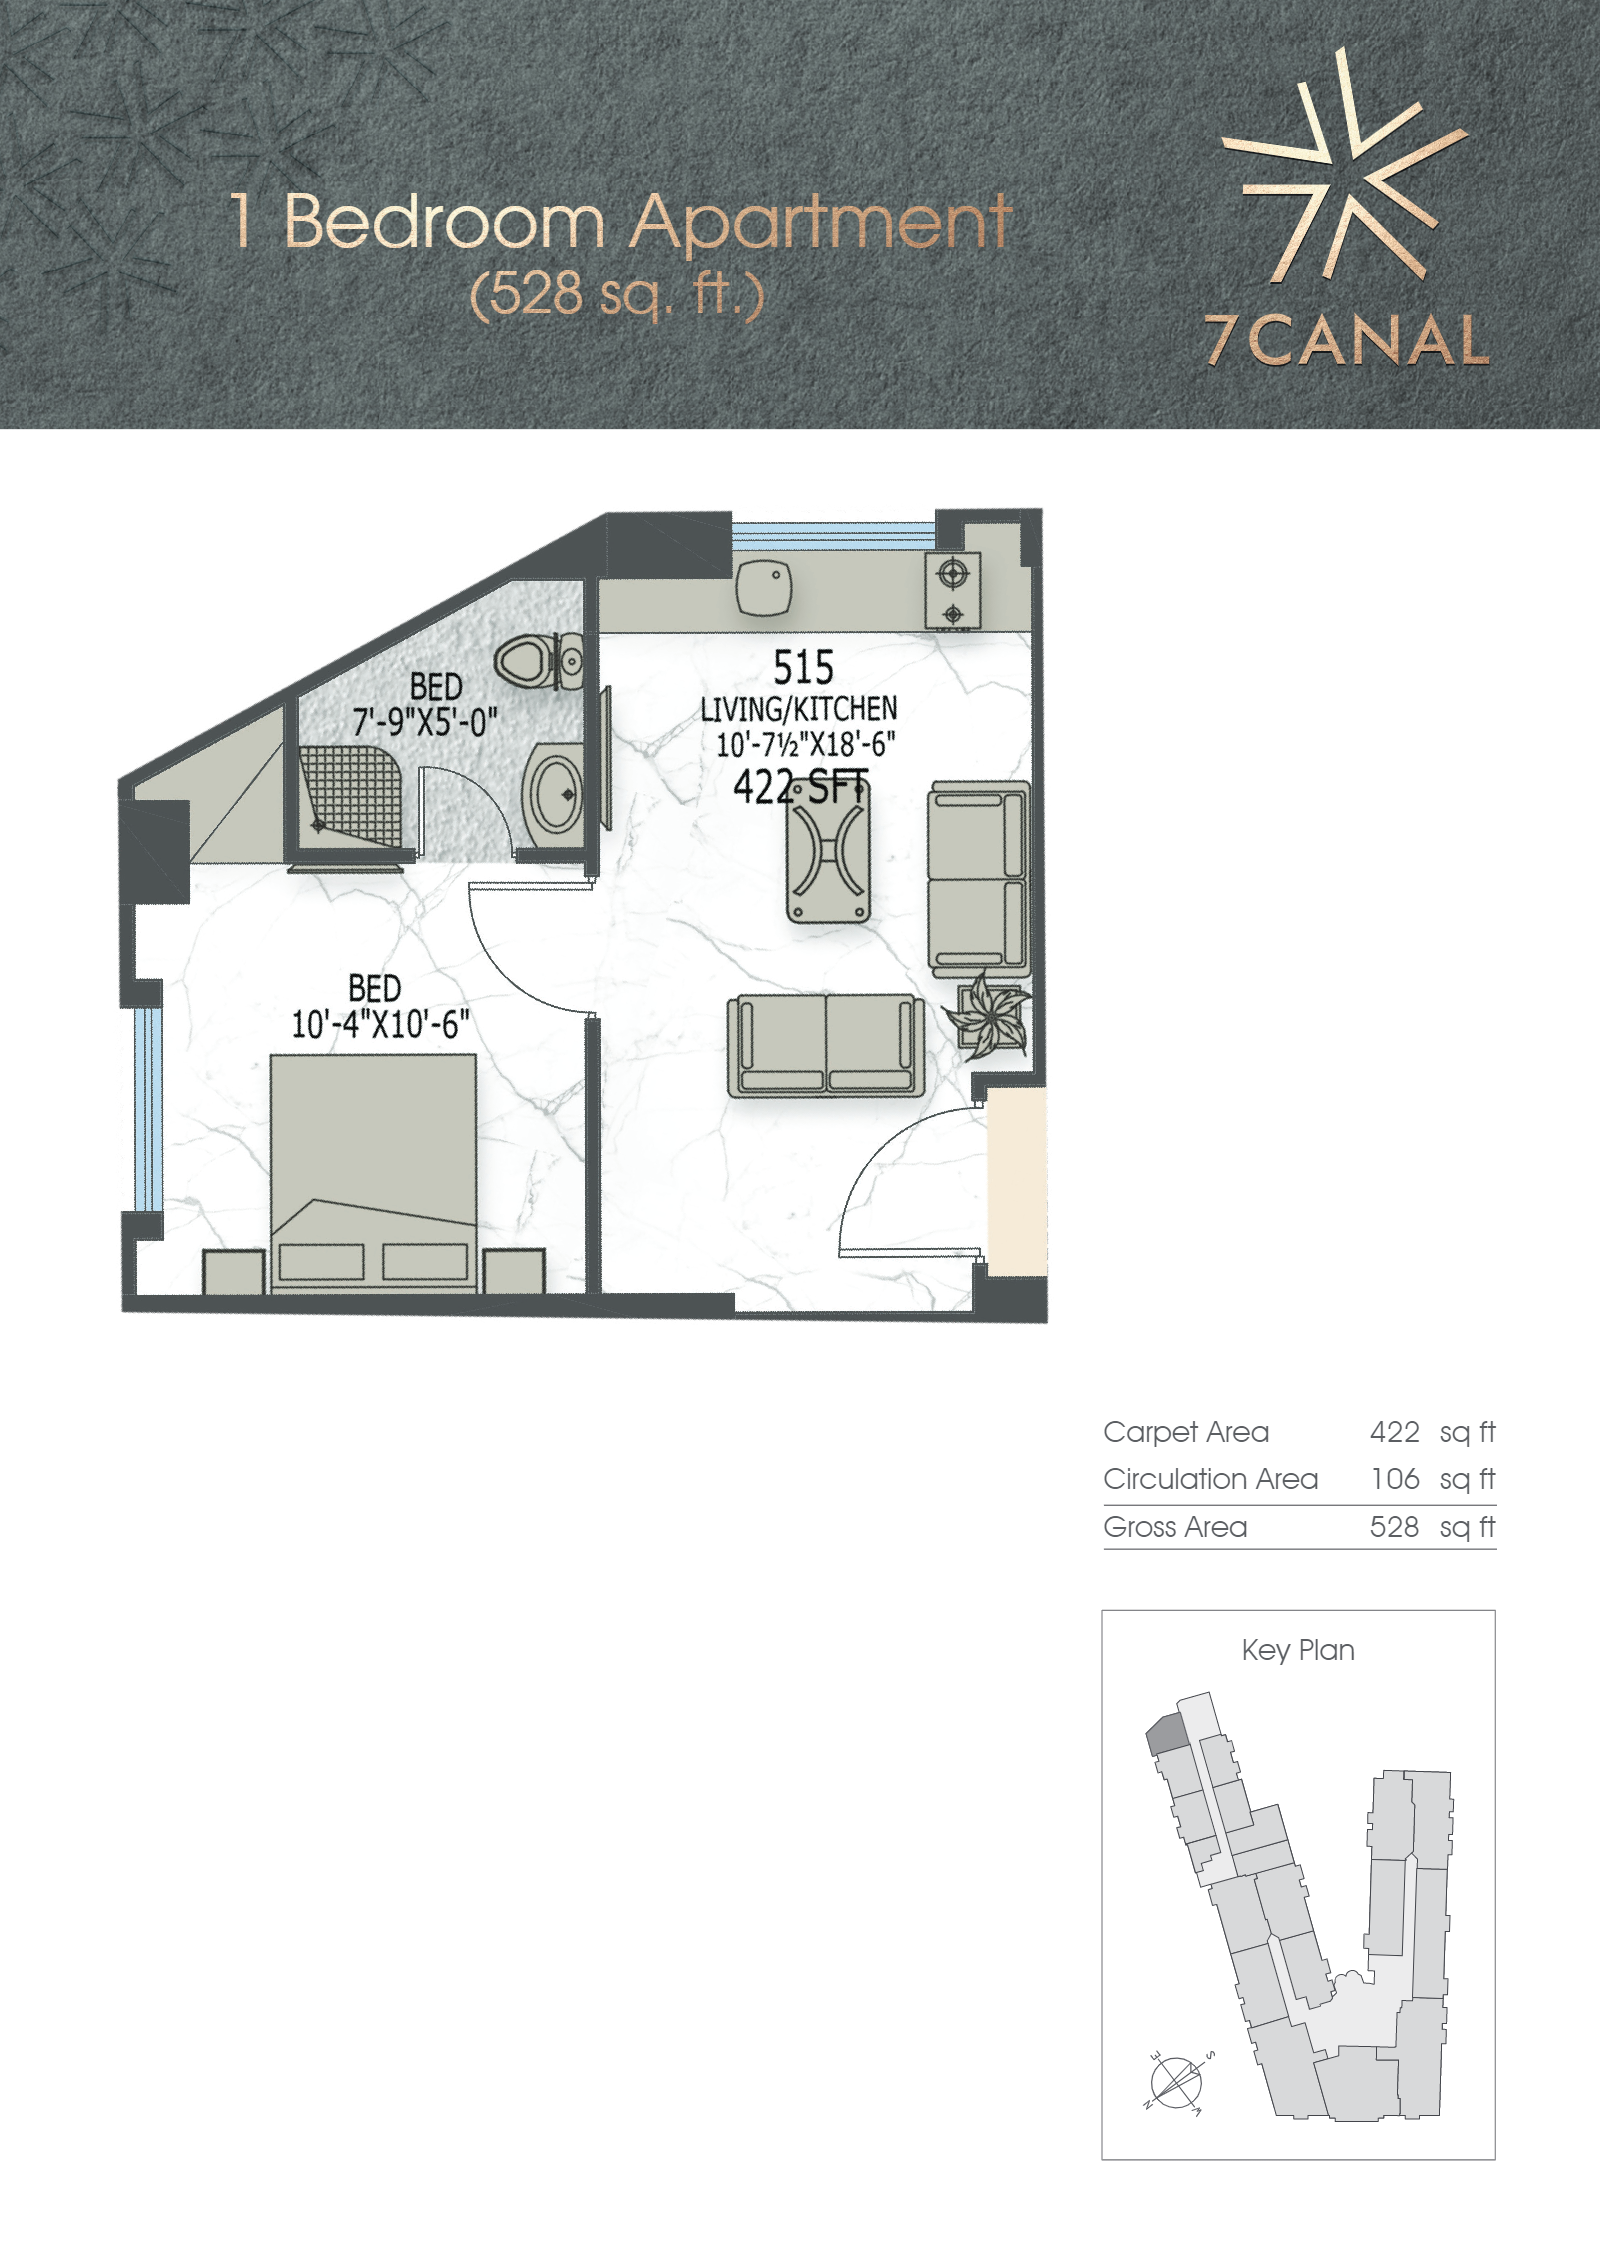 1 Bedroom Apartment
(528 sq. ft.)
7CANAL
BED
7'-9"X5'-0"
515
LIVING/KITCHEN
10'-7½"X18'-6"
422 SFT
BED
10'-4"X10'-6"
Carpet Area 422 sq ft
Circulation Area 106 sq ft
Gross Area 528 sq ft
Key Plan
E
S
N
W